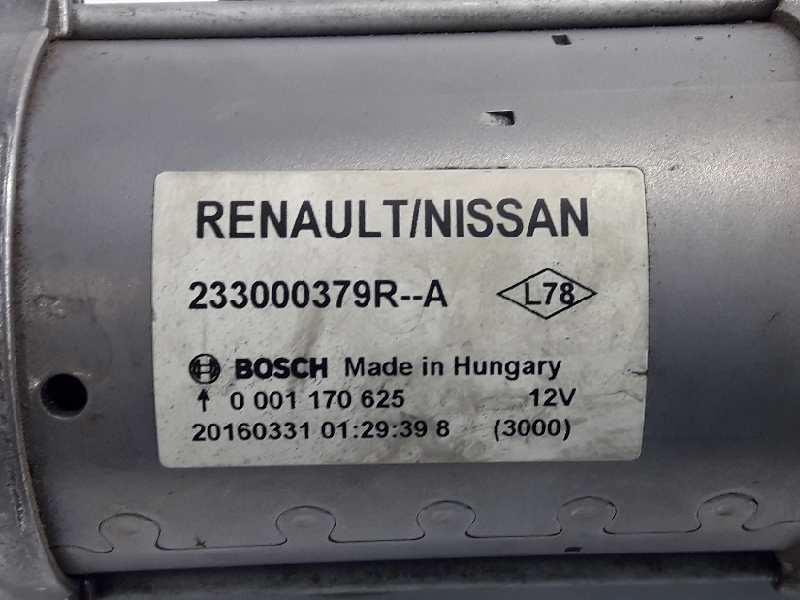 RENAULT/NISSAN
233000379R--A L78
BOSCH Made in Hungary
0 001 170 625 12V
20160331 01:29:39 8 (3000)